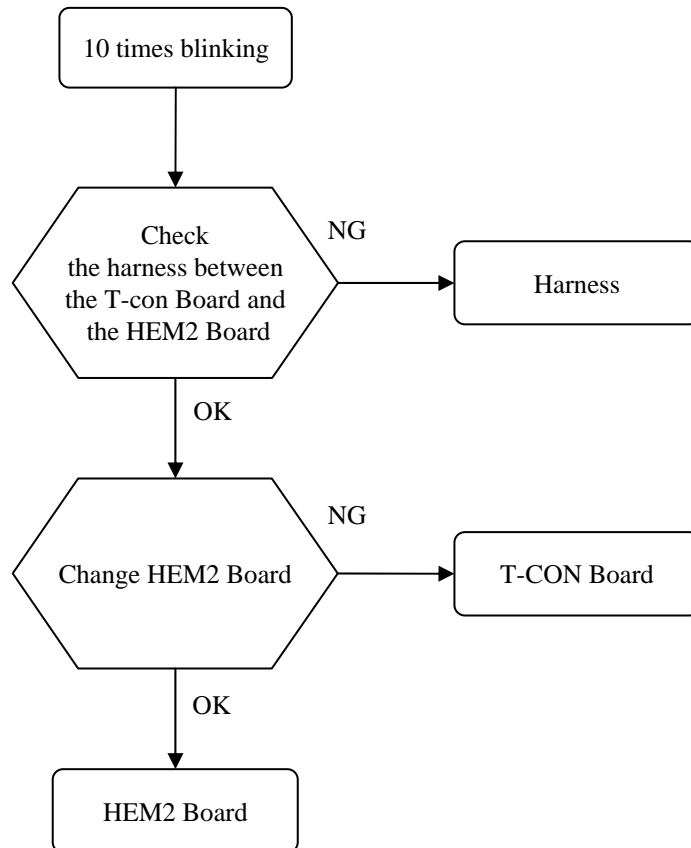 10 times blinking
Check
the harness between
the T-con Board and
the HEM2 Board
NG
Harness
OK
Change HEM2 Board
NG
T-CON Board
OK
HEM2 Board